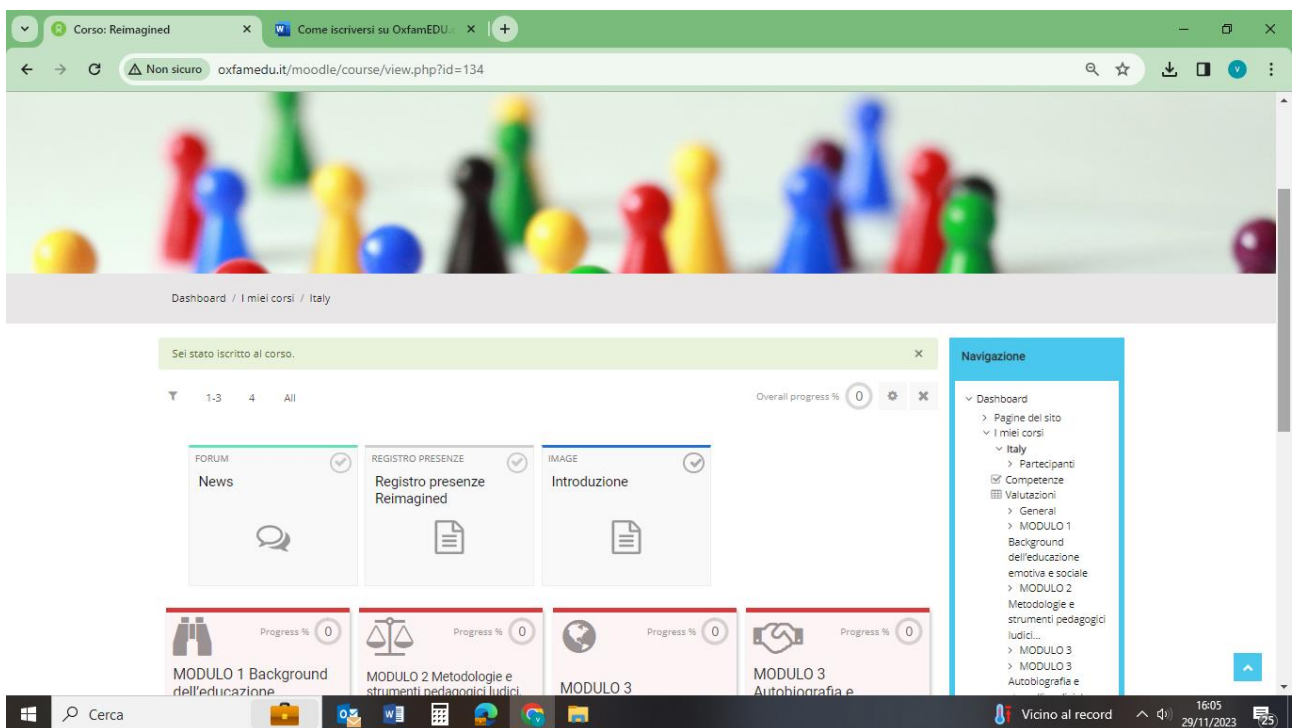 Corso: Reimagined
Come iscriversi su OxfamEDU.
Non sicuro
oxfamedu.it/moodle/course/view.php?id=134
v
Dashboard / I miei corsi / Italy
Sei stato iscritto al corso.
1-3 4 All
Overall progress % 0
FORUM
News
REGISTRO PRESENZE
Registro presenze
Reimagined
IMAGE
Introduzione
Progress % 0
MODULO 1 Background
dell'educazione
Progress % 0
MODULO 2 Metodologie e
strumenti pedagogici ludici.
Progress % 0
MODULO 3
Progress % 0
MODULO 3
Autobiografia e
Navigazione
Dashboard
Pagine del sito
I miei corsi
Italy
Partecipanti
Competenze
Valutazioni
General
MODULO 1
Background
dell'educazione
emotiva e sociale
MODULO 2
Metodologie e
strumenti pedagogici
ludici...
MODULO 3
MODULO 3
Autobiografia e
Cerca
Vicino al record
16:05
29/11/2023
25